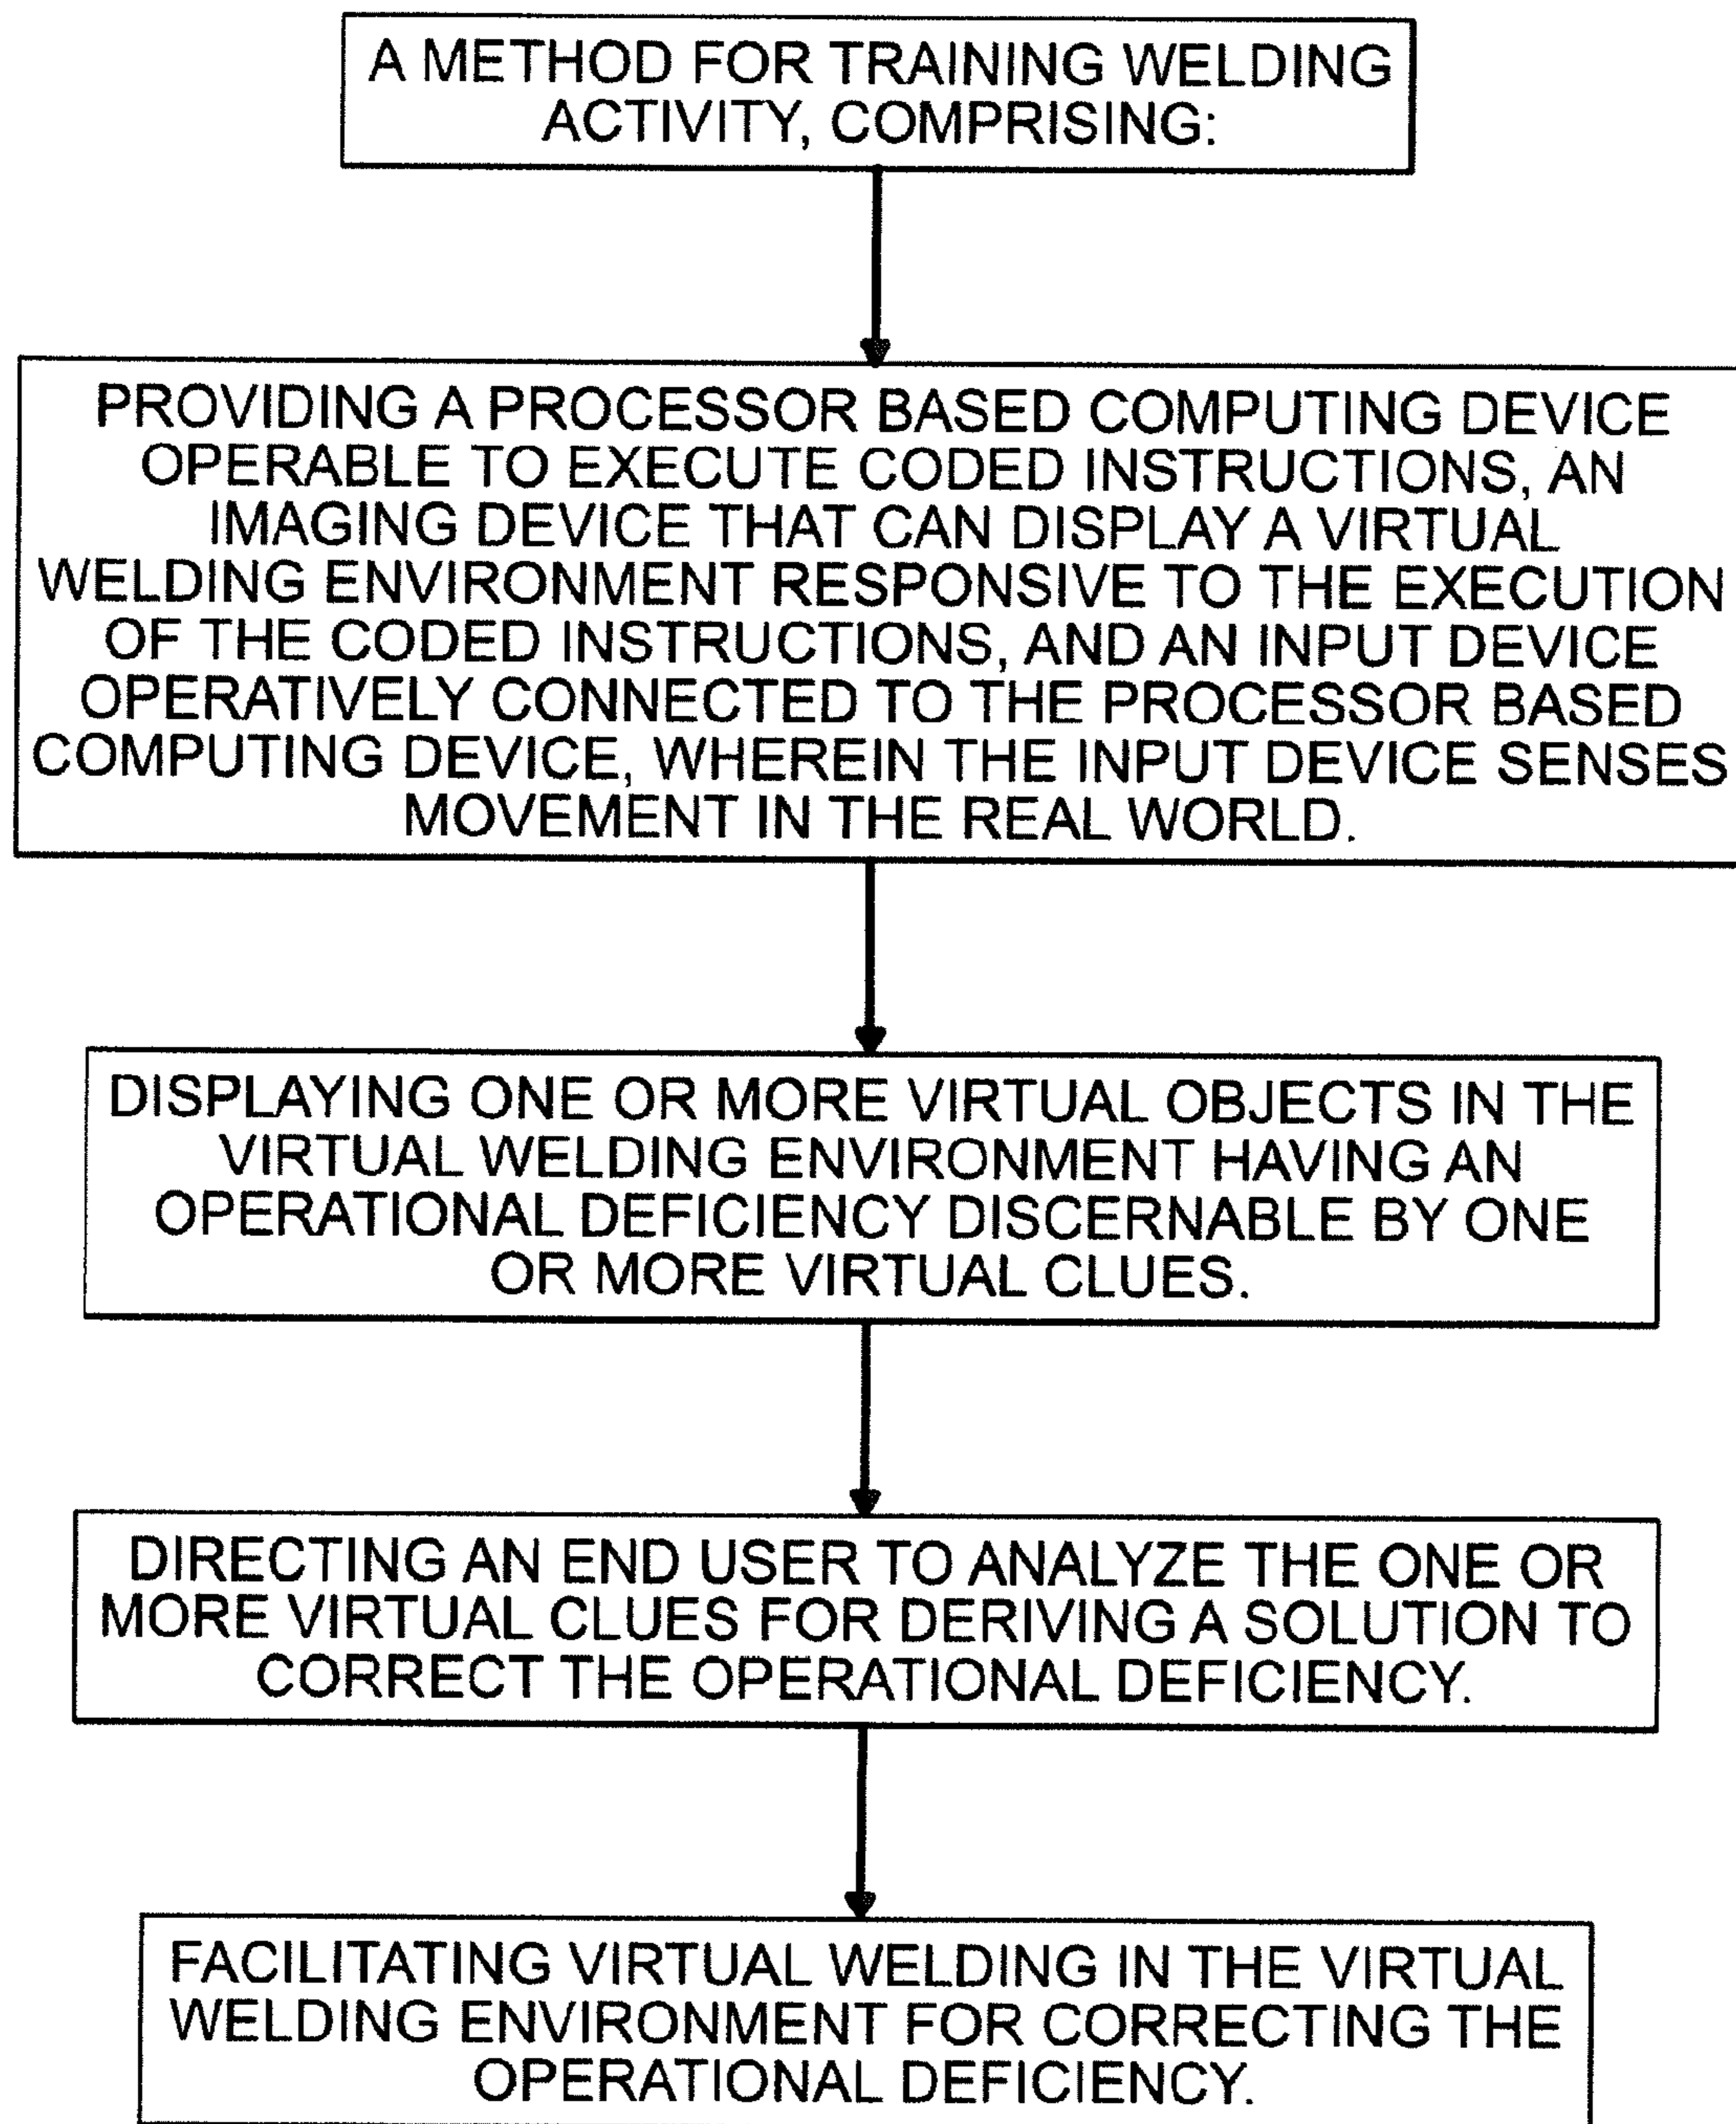 A METHOD FOR TRAINING WELDING
ACTIVITY, COMPRISING:
PROVIDING A PROCESSOR BASED COMPUTING DEVICE
OPERABLE TO EXECUTE CODED INSTRUCTIONS, AN
IMAGING DEVICE THAT CAN DISPLAY A VIRTUAL
WELDING ENVIRONMENT RESPONSIVE TO THE EXECUTION
OF THE CODED INSTRUCTIONS, AND AN INPUT DEVICE
OPERATIVELY CONNECTED TO THE PROCESSOR BASED
COMPUTING DEVICE, WHEREIN THE INPUT DEVICE SENSES
MOVEMENT IN THE REAL WORLD.
DISPLAYING ONE OR MORE VIRTUAL OBJECTS IN THE
VIRTUAL WELDING ENVIRONMENT HAVING AN
OPERATIONAL DEFICIENCY DISCERNABLE BY ONE
OR MORE VIRTUAL CLUES.
DIRECTING AN END USER TO ANALYZE THE ONE OR
MORE VIRTUAL CLUES FOR DERIVING A SOLUTION TO
CORRECT THE OPERATIONAL DEFICIENCY.
FACILITATING VIRTUAL WELDING IN THE VIRTUAL
WELDING ENVIRONMENT FOR CORRECTING THE
OPERATIONAL DEFICIENCY.